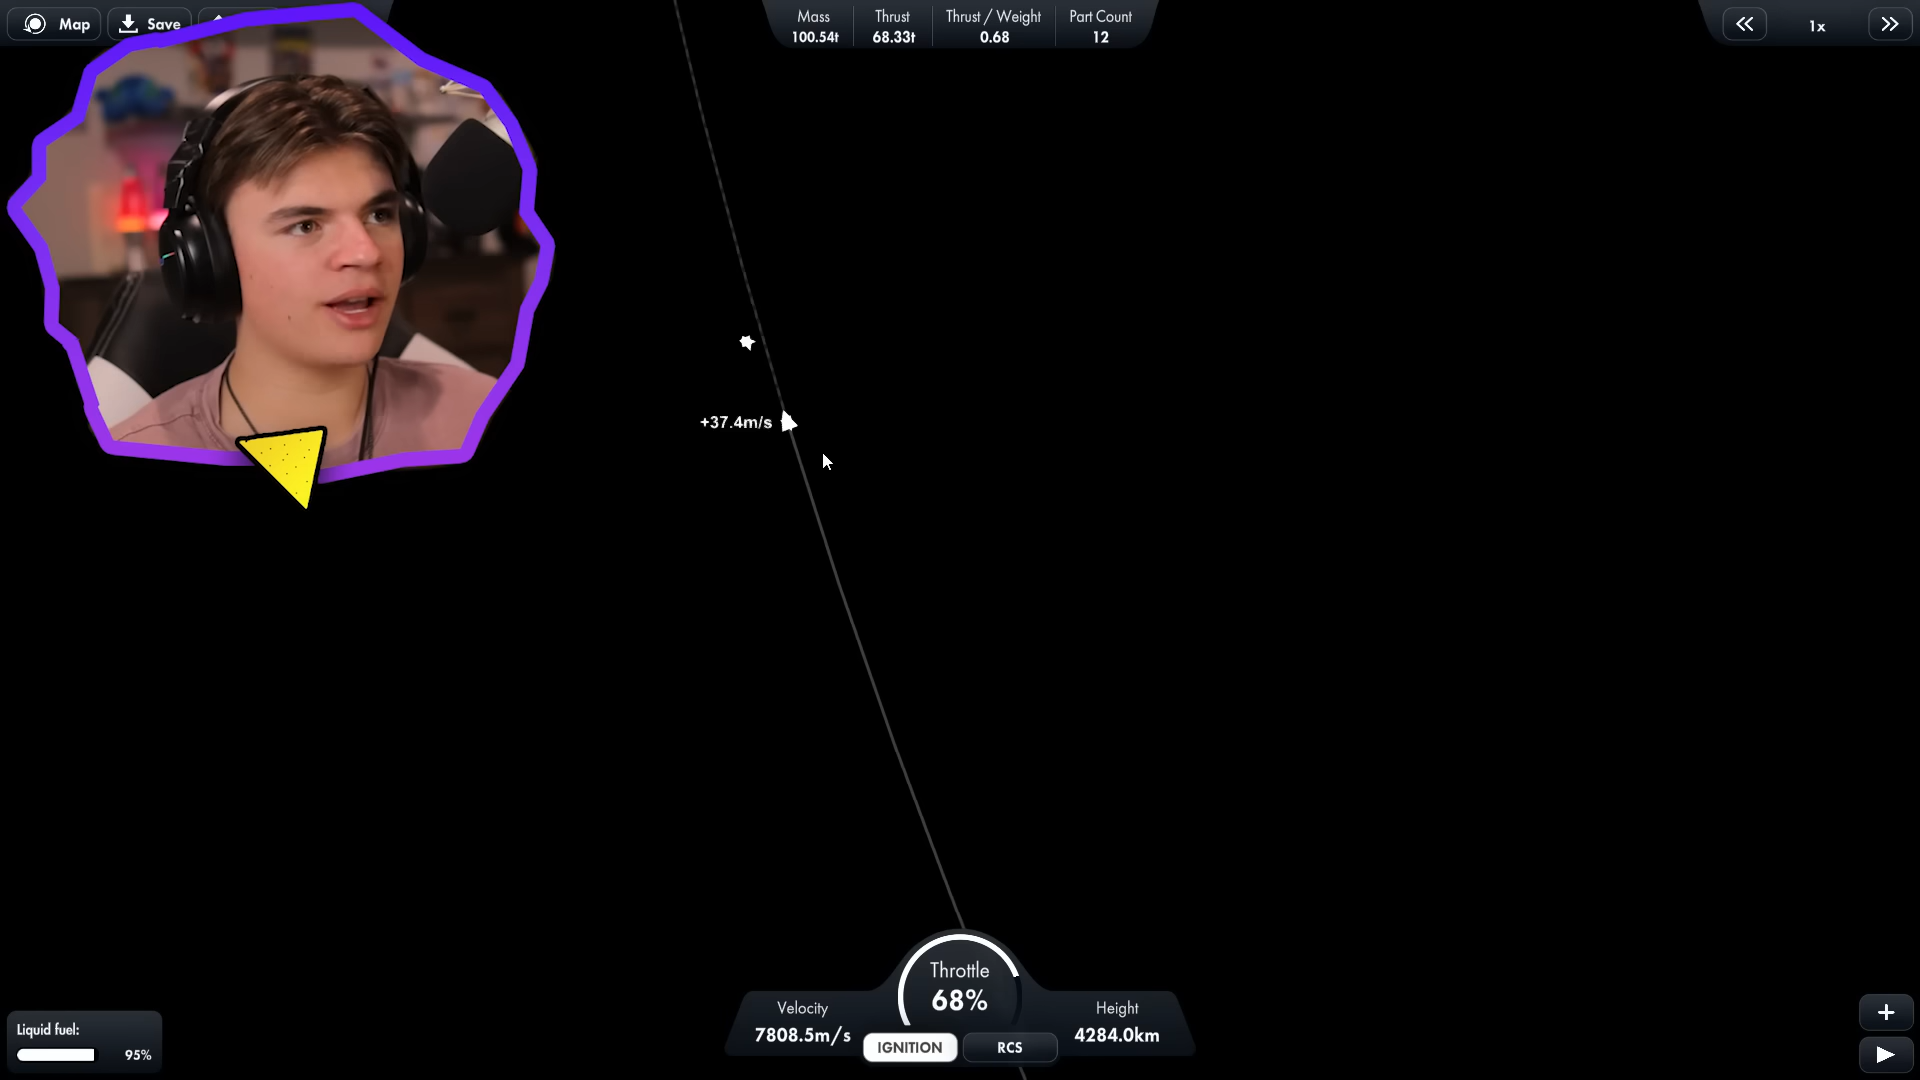 Map
Save
Mass
100.54t
Thrust
68.33t
Thrust / Weight
0.68
Part Count
12
1x
+37.4m/s
Throttle
68%
Velocity
7808.5m/s
Height
4284.0km
IGNITION
RCS
Liquid fuel:
95%